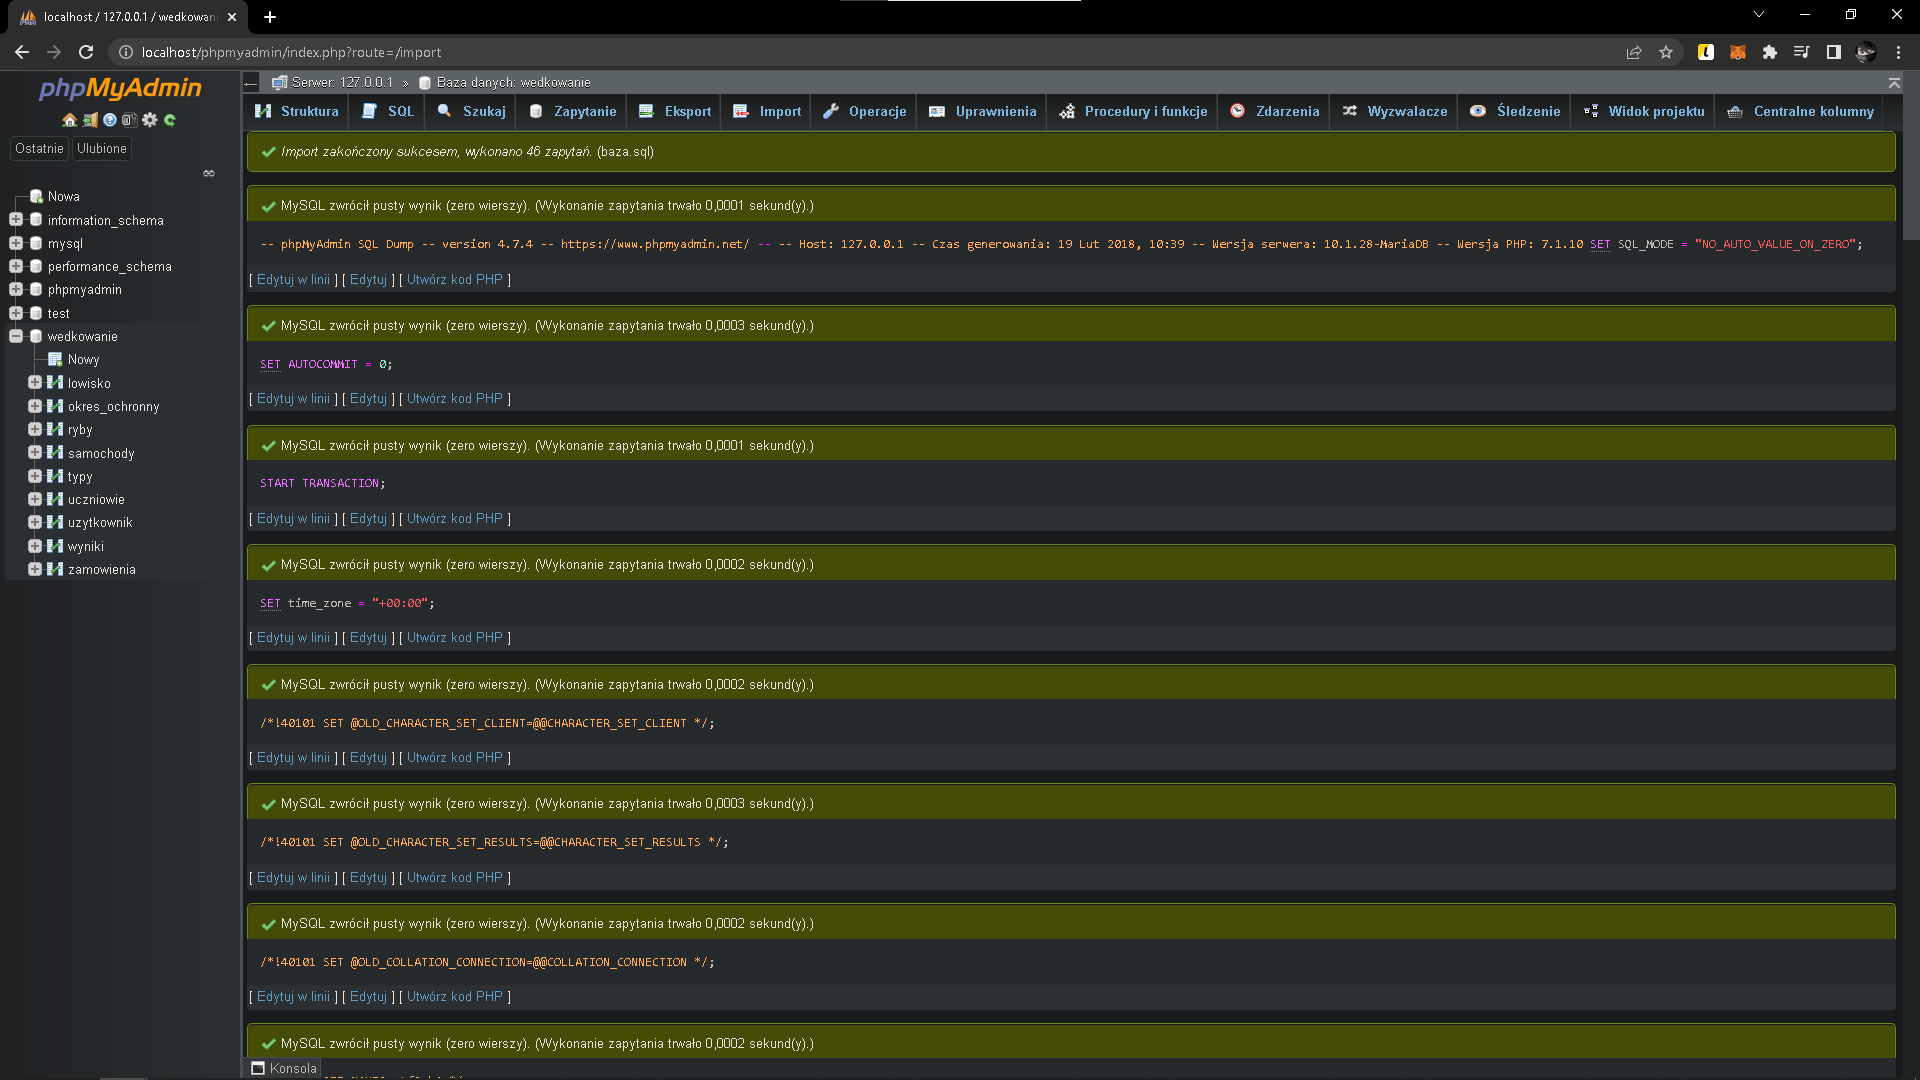 localhost / 127.0.0.1 / wedkowani
localhost/phpmyadmin/index.php?route=/import
phpMyAdmin
Ostatnie Ulubione
Nowa
information_schema
mysql
performance_schema
phpmyadmin
test
wedkowanie
Nowy
lowisko
okres_ochronny
ryby
samochody
typy
uczniowie
uzytkownik
wyniki
zamowienia
Serwer: 127.0.0.1 » Baza danych: wedkowanie
Struktura SQL Szukaj Zapytanie Eksport Import Operacje Uprawnienia Procedury i funkcje Zdarzenia Wyzwalacze Śledzenie Widok projektu Centralne kolumny
Import zakończony sukcesem, wykonano 46 zapytań. (baza.sql)
MySQL zwrócił pusty wynik (zero wierszy). (Wykonanie zapytania trwało 0,0001 sekund(y).)
-- phpMyAdmin SQL Dump -- version 4.7.4 -- https://www.phpmyadmin.net/ -- -- Host: 127.0.0.1 -- Czas generowania: 19 Lut 2018, 10:39 -- Wersja serwera: 10.1.28-MariaDB -- Wersja PHP: 7.1.10 SET SQL_MODE = "NO_AUTO_VALUE_ON_ZERO";
[ Edytuj w linii ] [ Edytuj ] [ Utwórz kod PHP ]
MySQL zwrócił pusty wynik (zero wierszy). (Wykonanie zapytania trwało 0,0003 sekund(y).)
SET AUTOCOMMIT = 0;
[ Edytuj w linii ] [ Edytuj ] [ Utwórz kod PHP ]
MySQL zwrócił pusty wynik (zero wierszy). (Wykonanie zapytania trwało 0,0001 sekund(y).)
START TRANSACTION;
[ Edytuj w linii ] [ Edytuj ] [ Utwórz kod PHP ]
MySQL zwrócił pusty wynik (zero wierszy). (Wykonanie zapytania trwało 0,0002 sekund(y).)
SET time_zone = "+00:00";
[ Edytuj w linii ] [ Edytuj ] [ Utwórz kod PHP ]
MySQL zwrócił pusty wynik (zero wierszy). (Wykonanie zapytania trwało 0,0002 sekund(y).)
/*!40101 SET @OLD_CHARACTER_SET_CLIENT=@@CHARACTER_SET_CLIENT */;
[ Edytuj w linii ] [ Edytuj ] [ Utwórz kod PHP ]
MySQL zwrócił pusty wynik (zero wierszy). (Wykonanie zapytania trwało 0,0003 sekund(y).)
/*!40101 SET @OLD_CHARACTER_SET_RESULTS=@@CHARACTER_SET_RESULTS */;
[ Edytuj w linii ] [ Edytuj ] [ Utwórz kod PHP ]
MySQL zwrócił pusty wynik (zero wierszy). (Wykonanie zapytania trwało 0,0002 sekund(y).)
/*!40101 SET @OLD_COLLATION_CONNECTION=@@COLLATION_CONNECTION */;
[ Edytuj w linii ] [ Edytuj ] [ Utwórz kod PHP ]
MySQL zwrócił pusty wynik (zero wierszy). (Wykonanie zapytania trwało 0,0002 sekund(y).)
Konsola